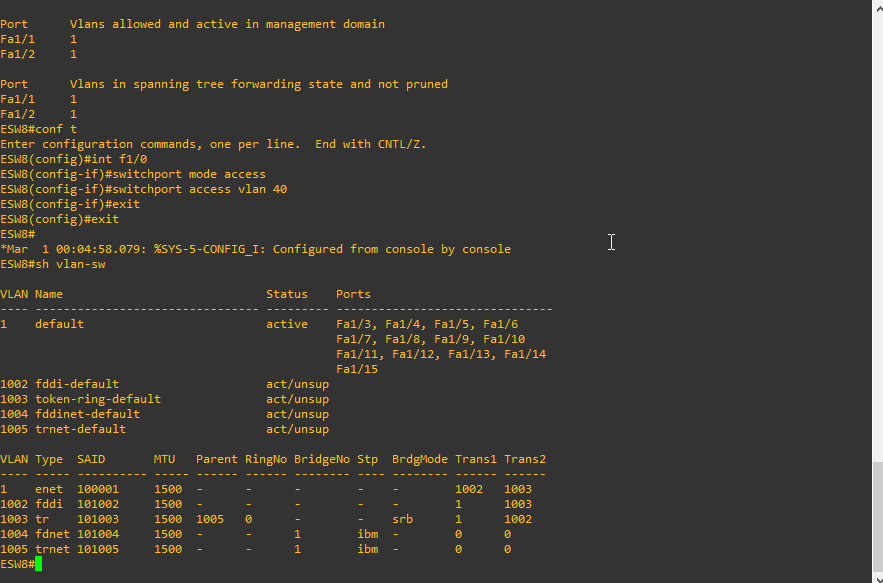 Port      Vlans allowed and active in management domain
Fa1/1     1
Fa1/2     1
Port      Vlans in spanning tree forwarding state and not pruned
Fa1/1     1
Fa1/2     1
ESW8#conf t
Enter configuration commands, one per line.  End with CNTL/Z.
ESW8(config)#int f1/0
ESW8(config-if)#switchport mode access
ESW8(config-if)#switchport access vlan 40
ESW8(config-if)#exit
ESW8(config)#exit
ESW8#
*Mar  1 00:04:58.079: %SYS-5-CONFIG_I: Configured from console by console
ESW8#sh vlan-sw
VLAN Name                             Status    Ports
---- -------------------------------- --------- -------------------------------
1    default                          active    Fa1/3, Fa1/4, Fa1/5, Fa1/6
                                                Fa1/7, Fa1/8, Fa1/9, Fa1/10
                                                Fa1/11, Fa1/12, Fa1/13, Fa1/14
                                                Fa1/15
1002 fddi-default                     act/unsup
1003 token-ring-default               act/unsup
1004 fddinet-default                  act/unsup
1005 trnet-default                    act/unsup
VLAN Type  SAID       MTU   Parent RingNo BridgeNo Stp  BrdgMode Trans1 Trans2
---- ----- ---------- ----- ------ ------ -------- ---- -------- ------ ------
1    enet  100001     1500  -      -      -        -    -        1002   1003
1002 fddi  101002     1500  -      -      -        -    -        1      1003
1003 tr    101003     1500  1005   0      -        -    srb      1      1002
1004 fdnet 101004     1500  -      -      1        ibm  -        0      0
1005 trnet 101005     1500  -      -      1        ibm  -        0      0
ESW8#